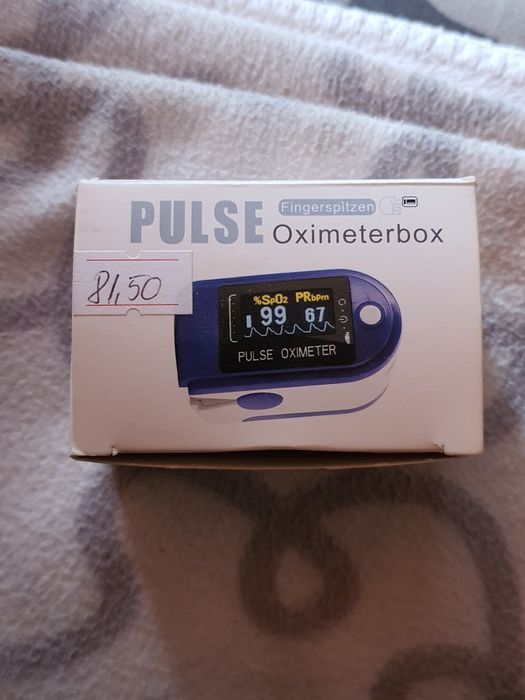 PULSE Fingerspitzen
Oximeterbox
81,50
%SpO2 PRbpm
99 67
PULSE OXIMETER